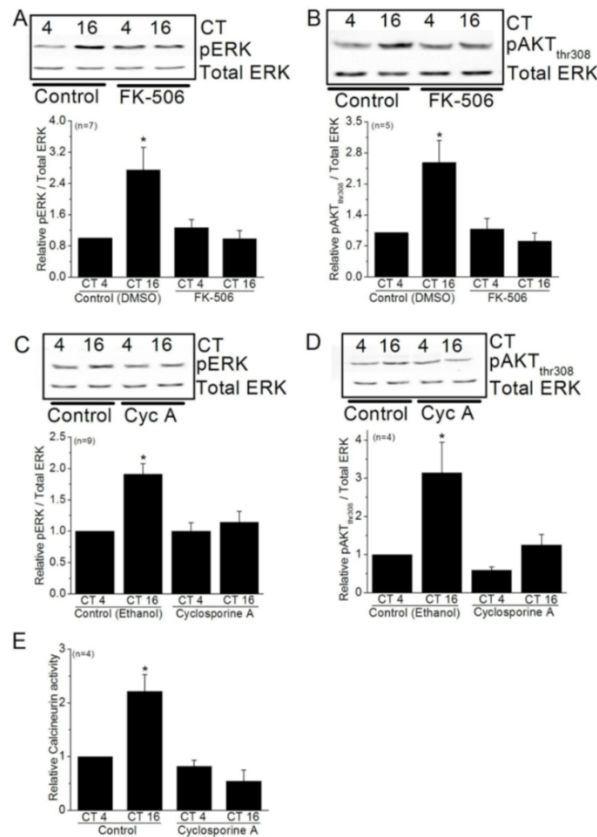 A
4 16 4 16 CT
pERK
Total ERK
Control FK-506
(n=7)
*
Relative pERK / Total ERK
4.0
3.2
2.4
1.6
0.8
0.0
CT 4 CT 16 CT 4 CT 16
Control (DMSO) FK-506
B
4 16 4 16 CT
pAKT thr308
Total ERK
Control FK-506
(n=5)
*
Relative pAKT thr308 / Total ERK
3.5
2.8
2.1
1.4
0.7
0.0
CT 4 CT 16 CT 4 CT 16
Control (DMSO) FK-506
C
4 16 4 16 CT
pERK
Total ERK
Control Cyc A
(n=9)
*
Relative pERK / Total ERK
2.5
2.0
1.5
1.0
0.5
0.0
CT 4 CT 16 CT 4 CT 16
Control (Ethanol) Cyclosporine A
D
4 16 4 16 CT
pAKT thr308
Total ERK
Control Cyc A
(n=4)
*
Relative pAKT thr308 / Total ERK
4
3
2
1
0
CT 4 CT 16 CT 4 CT 16
Control (Ethanol) Cyclosporine A
E
(n=4)
*
Relative Calcineurin activity
3
2
1
0
CT 4 CT 16 CT 4 CT 16
Control Cyclosporine A